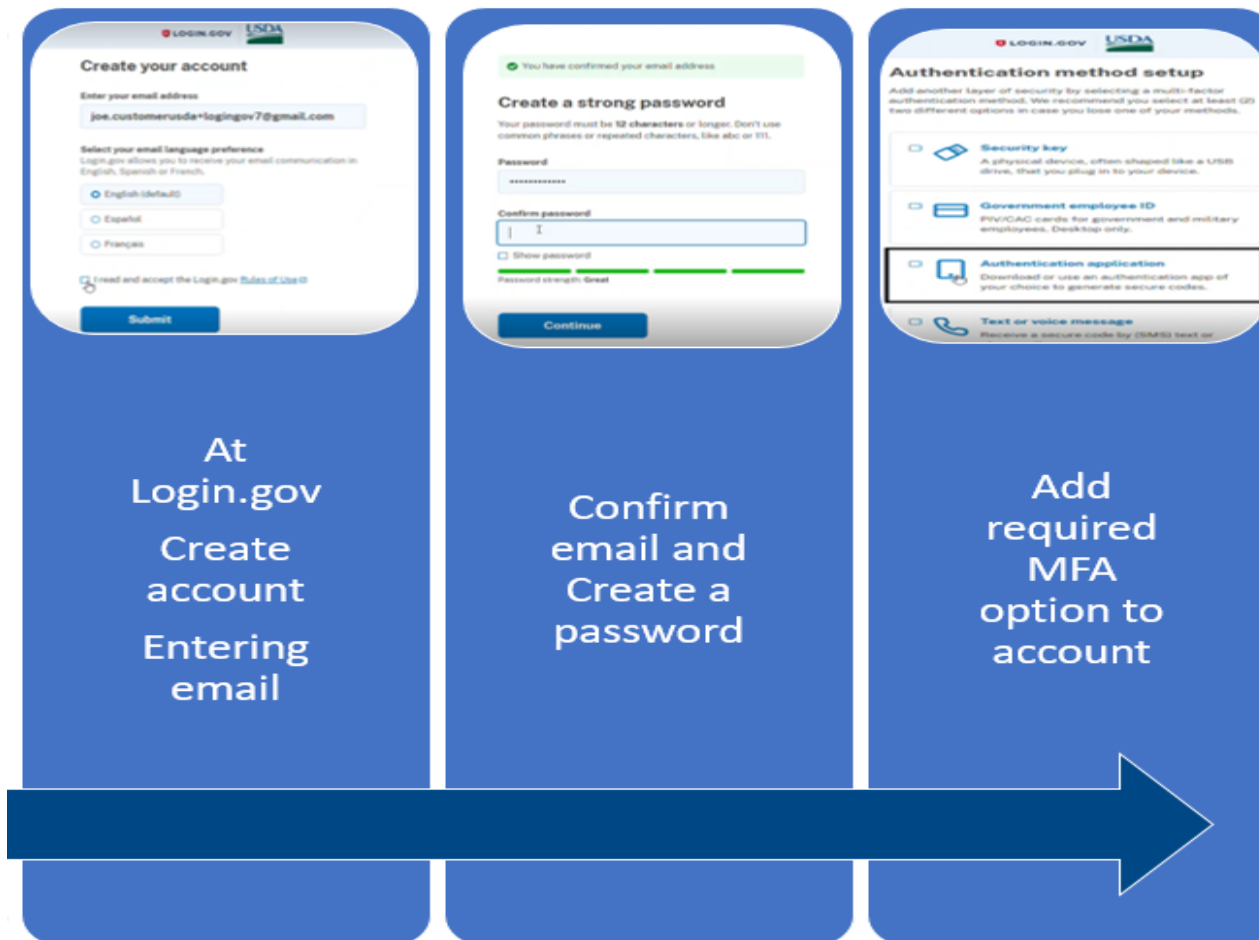 LOGIN.GOV USDA
Create your account
Enter your email address
joe.customerusda+logingov7@gmail.com
Select your email language preference
Login.gov allows you to receive your email communication in
English, Spanish or French.
English (default)
Español
Français
I read and accept the Login.gov Rules of Use
Submit
At
Login.gov
Create
account
Entering
email
You have confirmed your email address
Create a strong password
Your password must be 12 characters or longer. Don't use
common phrases or repeated characters, like abc or 111.
Password
••••••••••••
Confirm password
Show password
Password strength: Great
Continue
Confirm
email and
Create a
password
LOGIN.GOV USDA
Authentication method setup
Add another layer of security by selecting a multi-factor
authentication method. We recommend you select at least (2)
two different options in case you lose one of your methods.
Security key
A physical device, often shaped like a USB
drive, that you plug in to your device.
Government employee ID
PIV/CAC cards for government and military
employees. Desktop only.
Authentication application
Download or use an authentication app of
your choice to generate secure codes.
Text or voice message
Receive a secure code by (SMS) text or
Add
required
MFA
option to
account